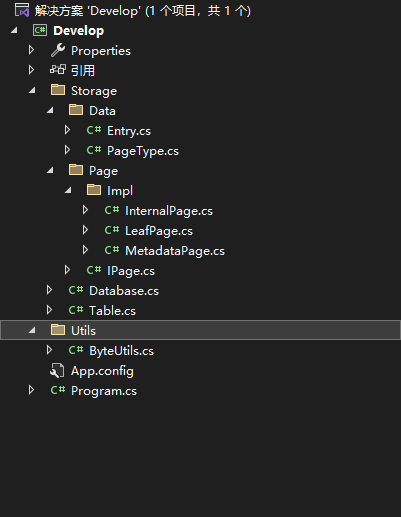 解决方案 'Develop' (1 个项目，共 1 个)
C# Develop
Properties
引用
Storage
Data
C# Entry.cs
C# PageType.cs
Page
Impl
C# InternalPage.cs
C# LeafPage.cs
C# MetadataPage.cs
C# IPage.cs
C# Database.cs
C# Table.cs
Utils
C# ByteUtils.cs
App.config
C# Program.cs